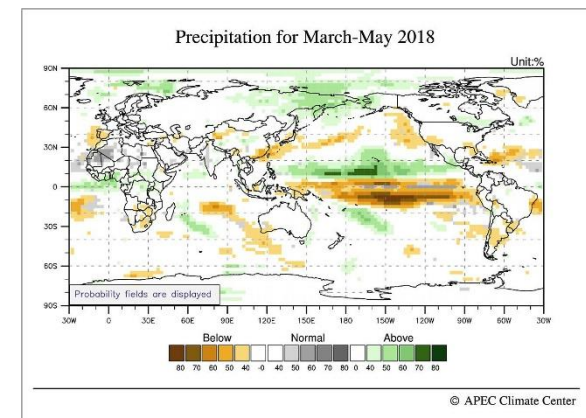 Precipitation for March-May 2018
Unit:%
90N
60N
30N
0
30S
60S
90S
Probability fields are displayed
30W 0 30E 60E 90E 120E 150E 180 150W 120W 90W 60W 30W
Below Normal Above
80 70 60 50 40 -0 40 50 60 70 80 0 40 50 60 70 80
© APEC Climate Center